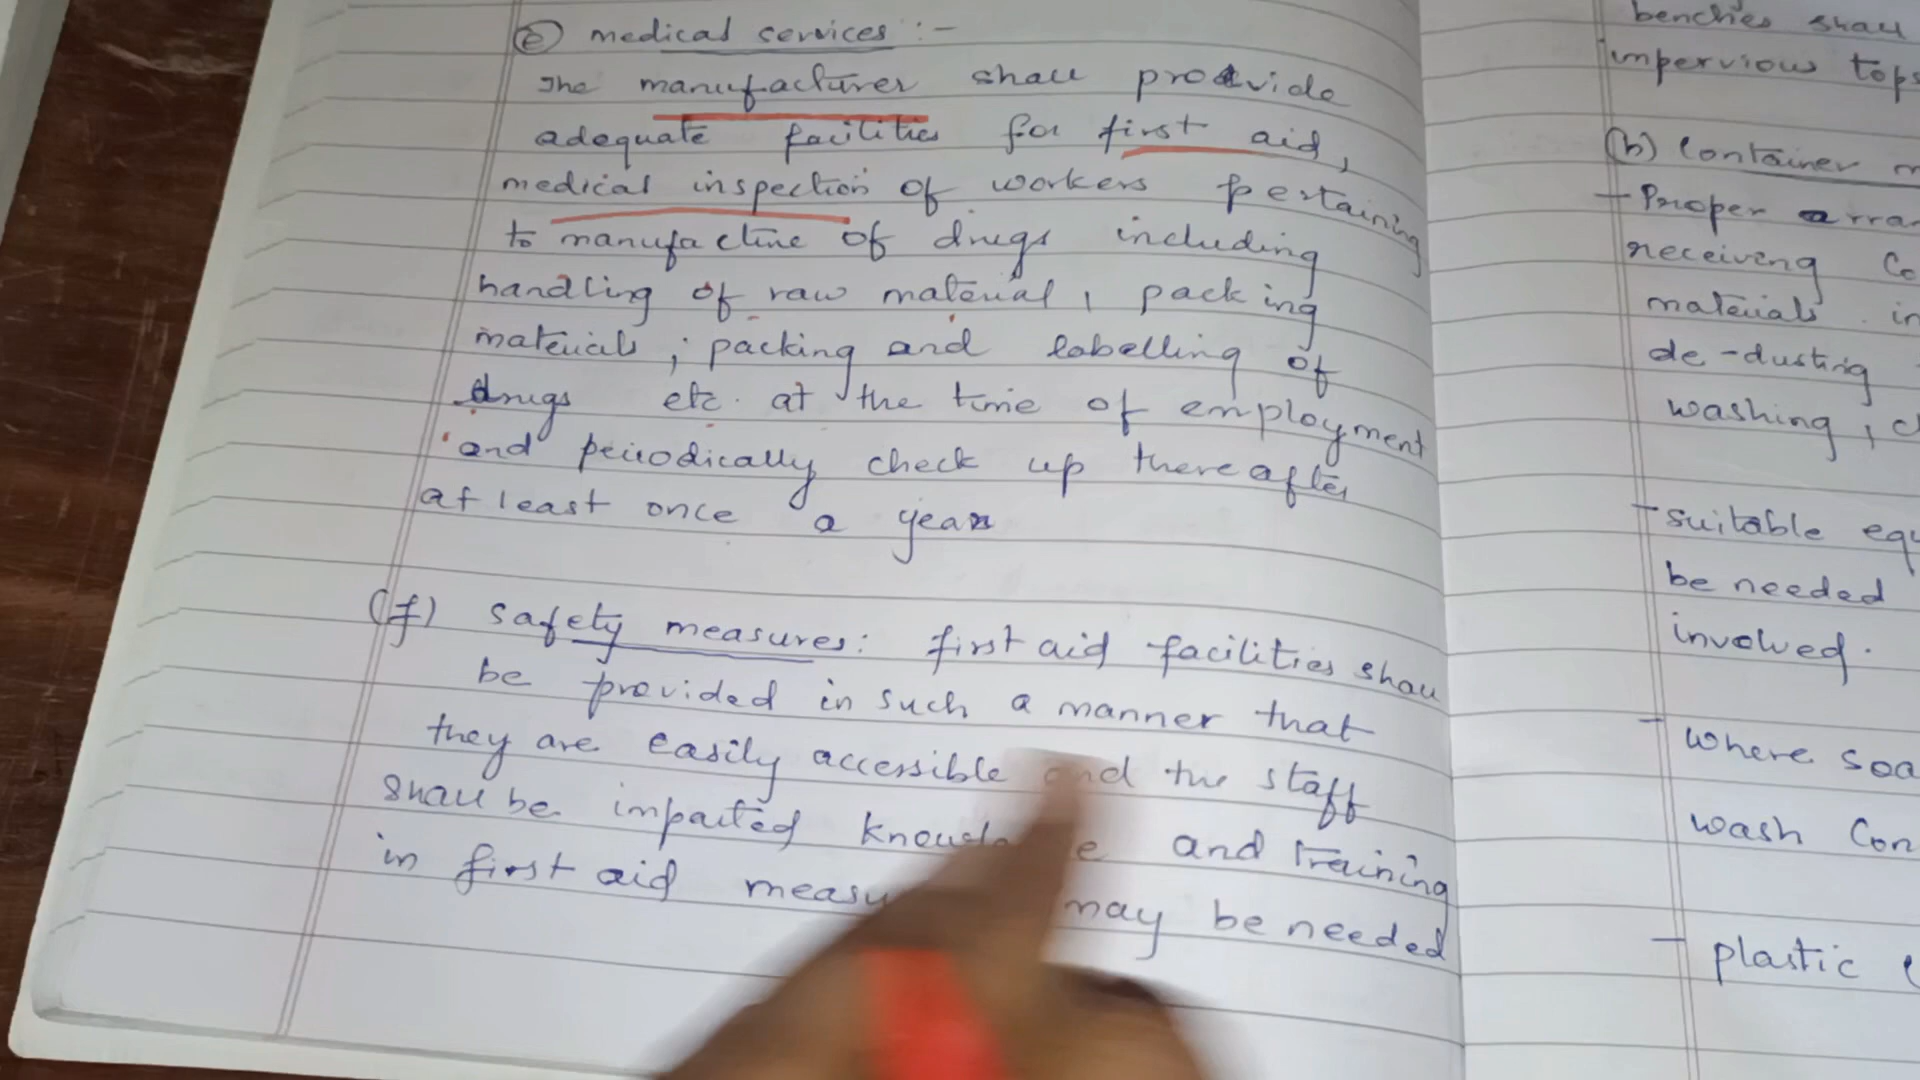 (e) medical services :-
The manufacturer shall provide
adequate facilities for first aid,
medical inspection of workers pertaining
to manufacture of drugs including
handling of raw material, packing
materials, packing and labelling of
drugs etc. at the time of employment
and periodically check up thereafter
atleast once a year
(f) safety measures: first aid facilities shall
be provided in such a manner that
they are easily accessible and the staff
shall be imparted and training
in first aid may be needed
benches shall
impervious tops
(b) Container
- Proper
receiving
materials in
de-dusting
washing,
- suitable
be needed
involved.
- where
wash
- plastic